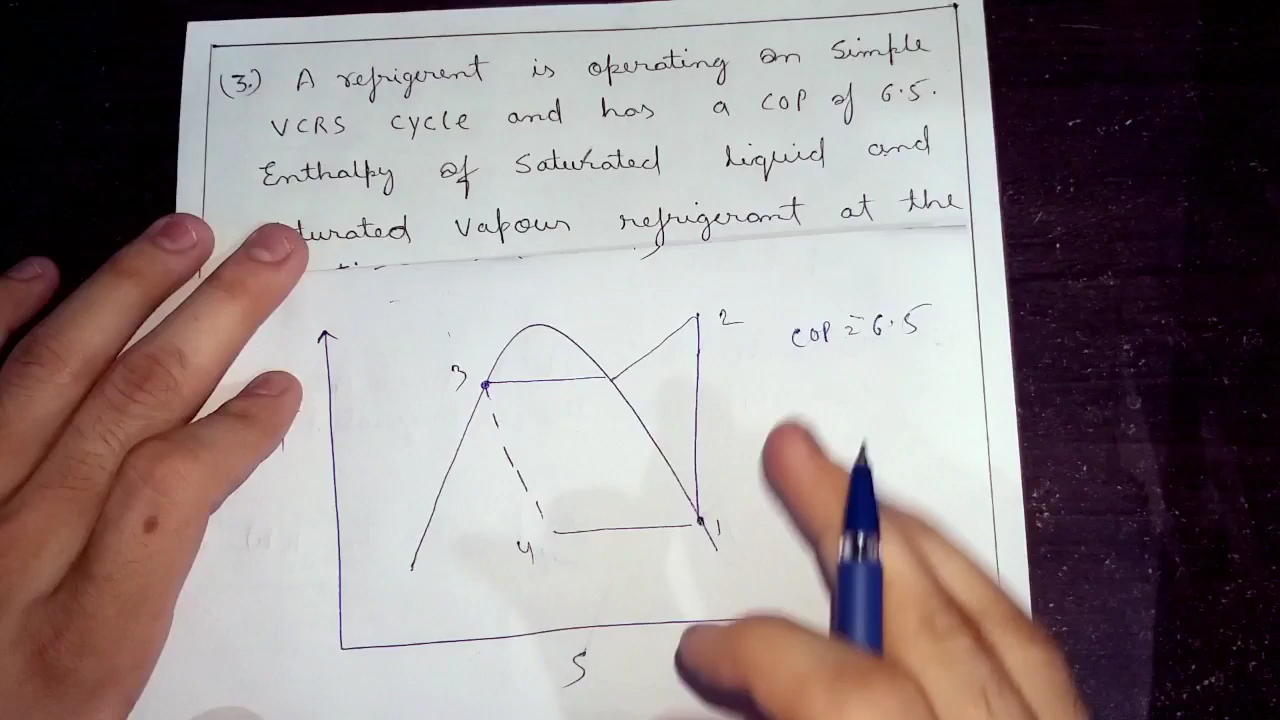 (3.) A refrigerent is operating on Simple
VCRS cycle and has a COP of 6.5.
Enthalpy of Saturated liquid and
turated vapour refrigerant at the
2
COP = 6.5
3
4
1
S